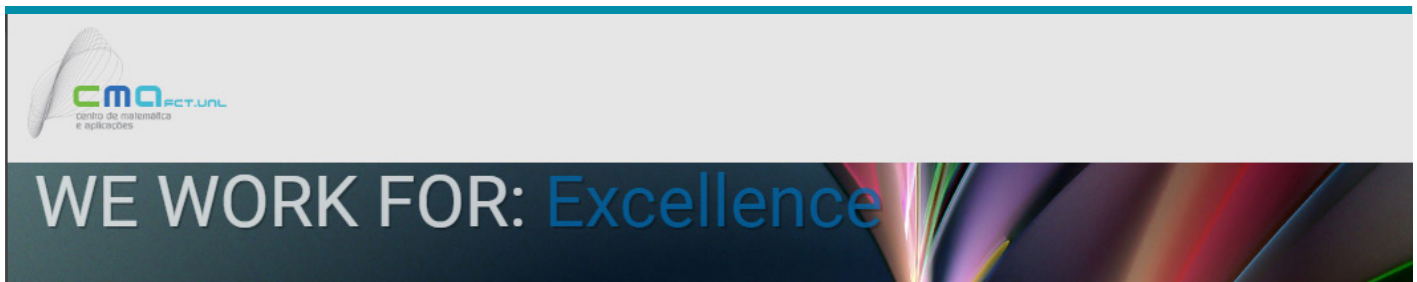 cma FCT.UNL
centro de matemática
e aplicações
WE WORK FOR: Excellence